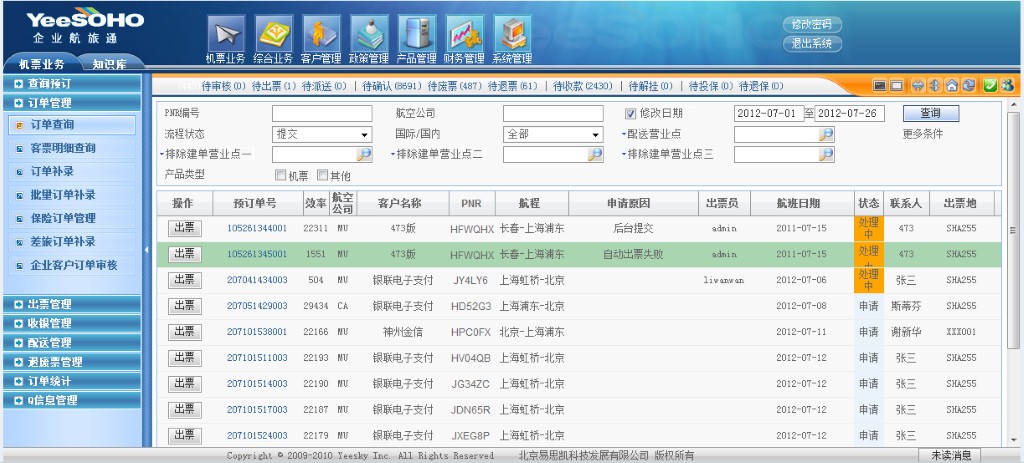 YeeSOHO
企业航旅通
机票业务 综合业务 客户管理 政策管理 产品管理 财务管理 系统管理
修改密码
退出系统
机票业务 知识库
待审核(0) 待出票(1) 待派送(0) | 待确认(8691) 待废票(487) 待退票(61) | 待收款(2430) | 待解挂(0) | 待投保(0) 待退保(0)
查询预订
订单管理
订单查询
客票明细查询
订单补录
批量订单补录
保险订单管理
差旅订单补录
企业客户订单审核
出票管理
收银管理
配送管理
退废票管理
订单统计
Q信息管理
PNR编号 航空公司 修改日期 2012-07-01 至 2012-07-26 查询
流程状态 提交 国际/国内 全部 配送营业点 更多条件
排除建单营业点一 排除建单营业点二 排除建单营业点三
产品类型 机票 其他
操作 预订单号 效率 航空公司 客户名称 PNR 航程 申请原因 出票员 航班日期 状态 联系人 出票地
出票 105261344001 22311 MU 473版 HFWQHX 长春-上海浦东 后台提交 admin 2011-07-15 处理中 473 SHA255
出票 105261345001 1551 MU 473版 HFWQHX 长春-上海浦东 自动出票失败 admin 2011-07-15 处理中 473 SHA255
出票 207041434003 504 MU 银联电子支付 JY4LY6 上海虹桥-北京 liwanwan 2012-07-06 处理中 张三 SHA255
出票 207051429003 29434 CA 银联电子支付 HD52G3 上海浦东-北京 2012-07-08 申请 斯蒂芬 SHA255
出票 207101538001 22166 MU 神州金信 HPC0FX 北京-上海浦东 2012-07-11 申请 谢新华 XXX001
出票 207101511003 22193 MU 银联电子支付 HV04QB 上海虹桥-北京 2012-07-12 申请 张三 SHA255
出票 207101514003 22190 MU 银联电子支付 JG34ZC 上海虹桥-北京 2012-07-12 申请 张三 SHA255
出票 207101517003 22187 MU 银联电子支付 JDN65R 上海虹桥-北京 2012-07-12 申请 张三 SHA255
出票 207101524003 22179 MU 银联电子支付 JXEG8P 上海虹桥-北京 2012-07-12 申请 张三 SHA255
Copyright © 2009-2010 Yeesky Inc. All Rights Reserved 北京易思凯科技发展有限公司 版权所有 未读消息